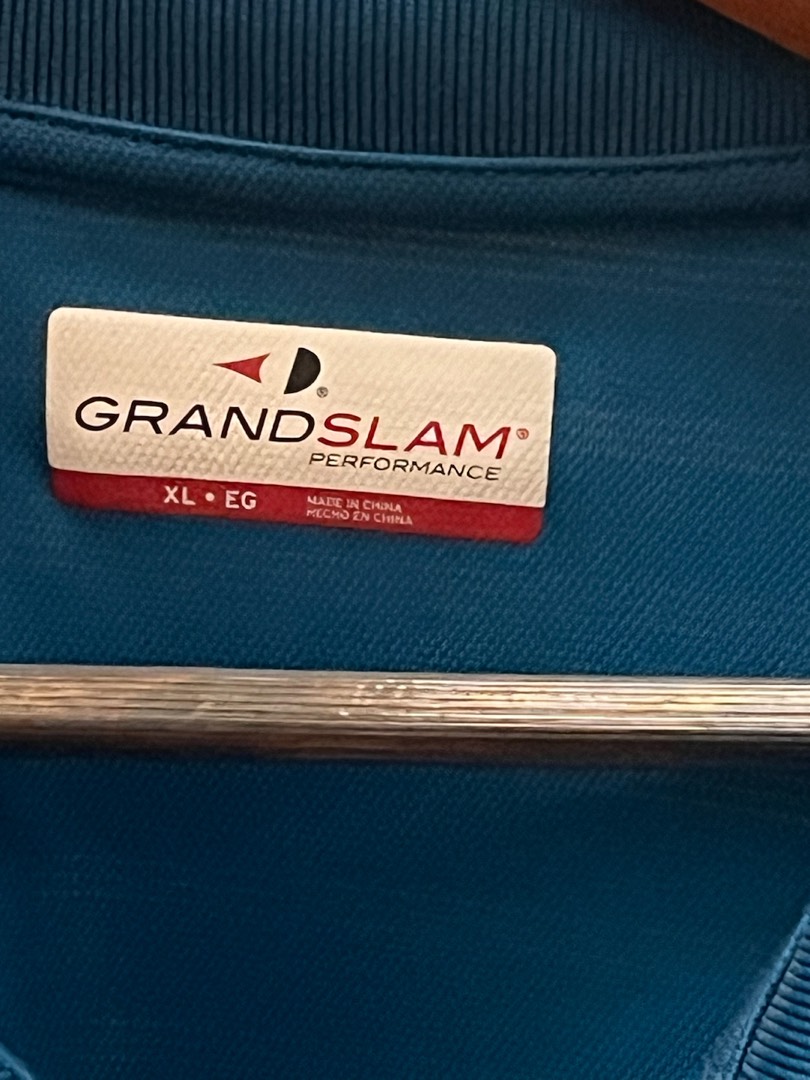 GRANDSLAM®
PERFORMANCE
XL • EG
MADE IN CHINA
HECHO EN CHINA